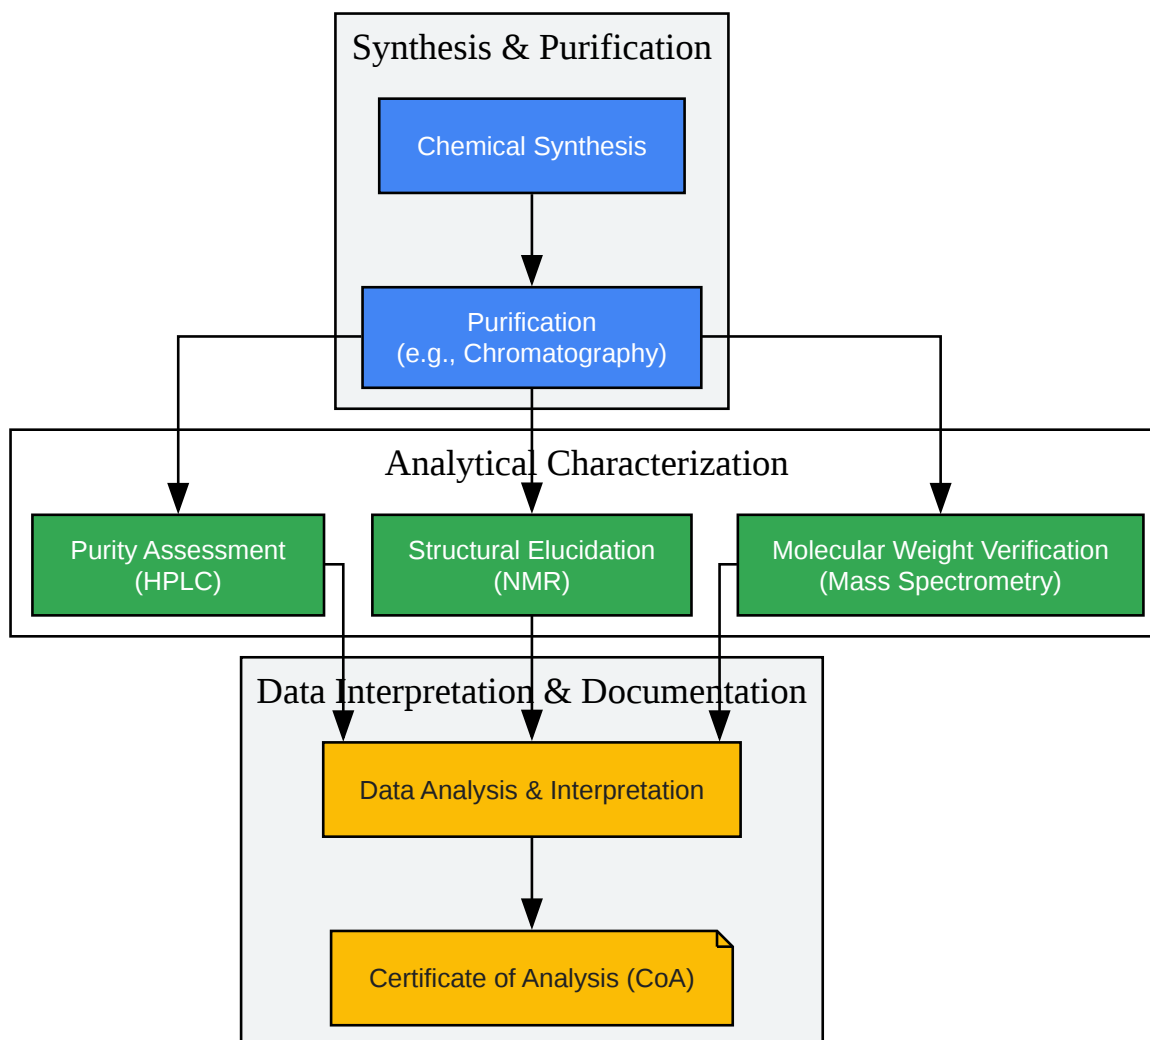 Synthesis & Purification
Chemical Synthesis
Purification
(e.g., Chromatography)
Analytical Characterization
Purity Assessment
(HPLC)
Structural Elucidation
(NMR)
Molecular Weight Verification
(Mass Spectrometry)
Data Interpretation & Documentation
Data Analysis & Interpretation
Certificate of Analysis (CoA)